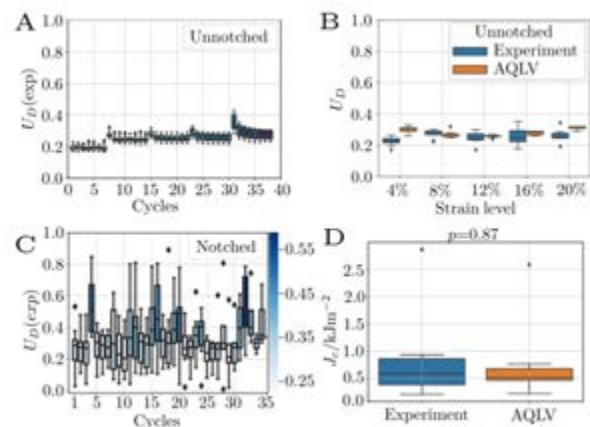 A
Unnotched
U_D(exp)
1.0
0.8
0.6
0.4
0.2
0.0
0 5 10 15 20 25 30 35 40
Cycles
B
Unnotched
Experiment
AQLV
U_D
1.0
0.8
0.6
0.4
0.2
0.0
4% 8% 12% 16% 20%
Strain level
C
Notched
U_D(exp)
1.0
0.8
0.6
0.4
0.2
0.0
1 5 10 15 20 25 30 35
Cycles
0.55
0.45
0.35
0.25
D
p=0.87
J_c/kJm⁻²
2.5
2.0
1.5
1.0
0.5
0.0
Experiment AQLV